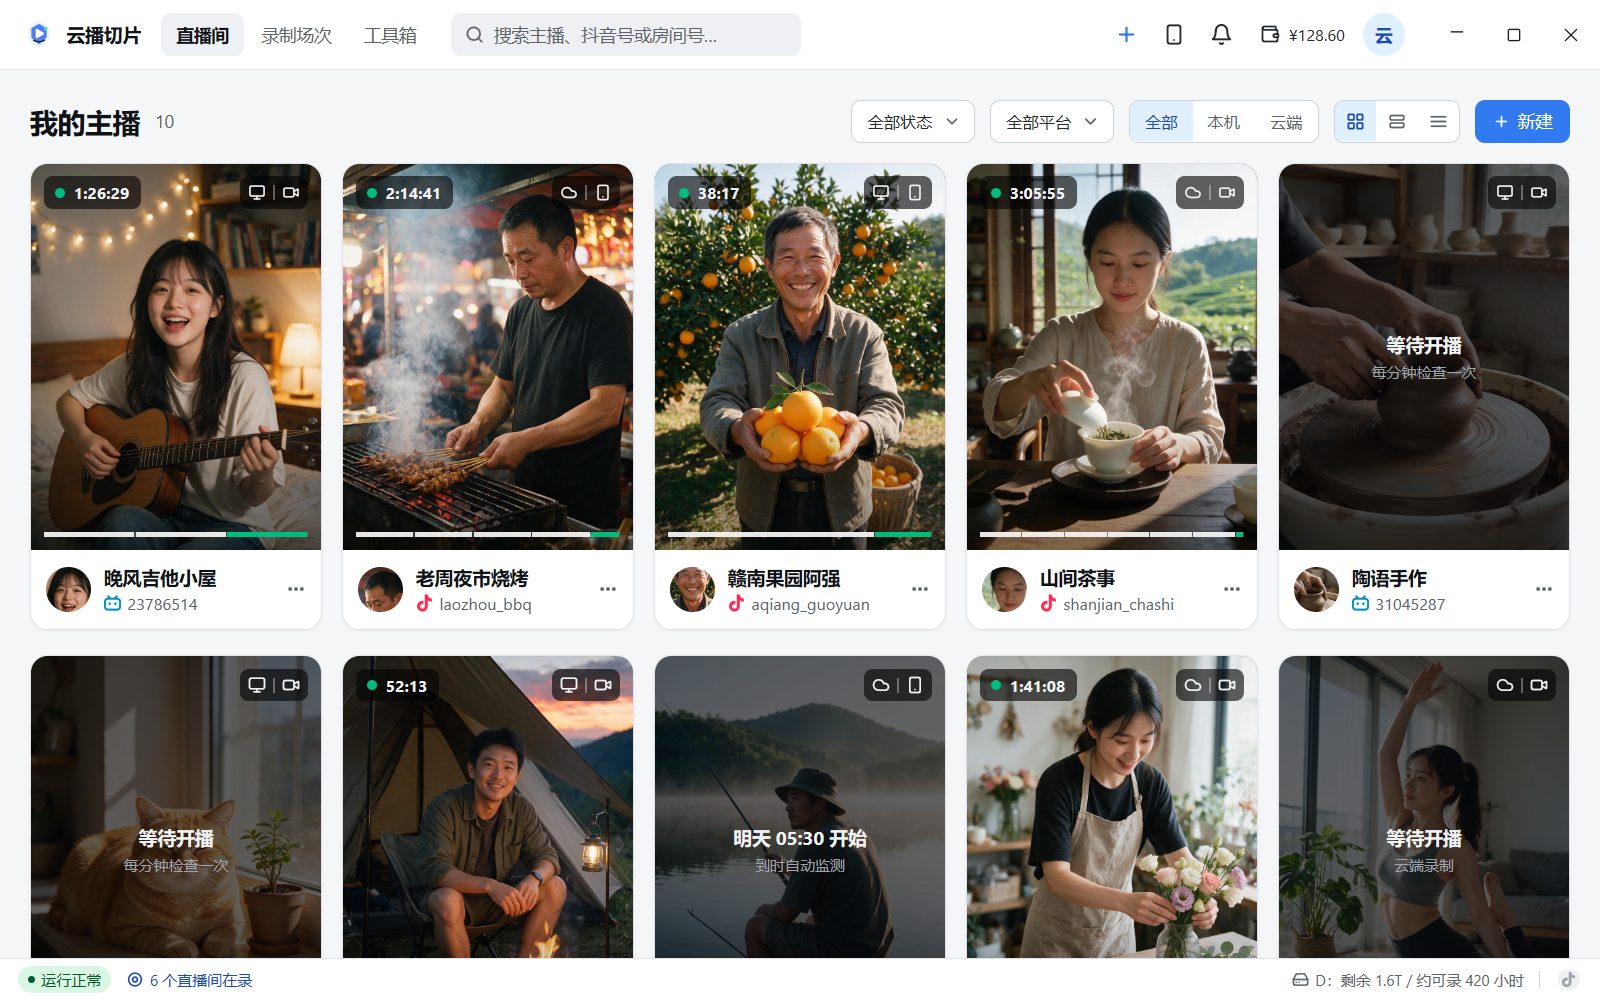 云播切片
直播间
录制场次
工具箱
搜索主播、抖音号或房间号...
¥128.60
云
我的主播 10
全部状态
全部平台
全部
本机
云端
+ 新建
1:26:29
2:14:41
38:17
3:05:55
等待开播
每分钟检查一次
晚风吉他小屋
23786514
老周夜市烧烤
laozhou_bbq
赣南果园阿强
aqiang_guoyuan
山间茶事
shanjian_chashi
陶语手作
31045287
等待开播
每分钟检查一次
52:13
明天 05:30 开始
到时自动监测
1:41:08
等待开播
云端录制
运行正常
6 个直播间在录
D: 剩余 1.6T / 约可录 420 小时